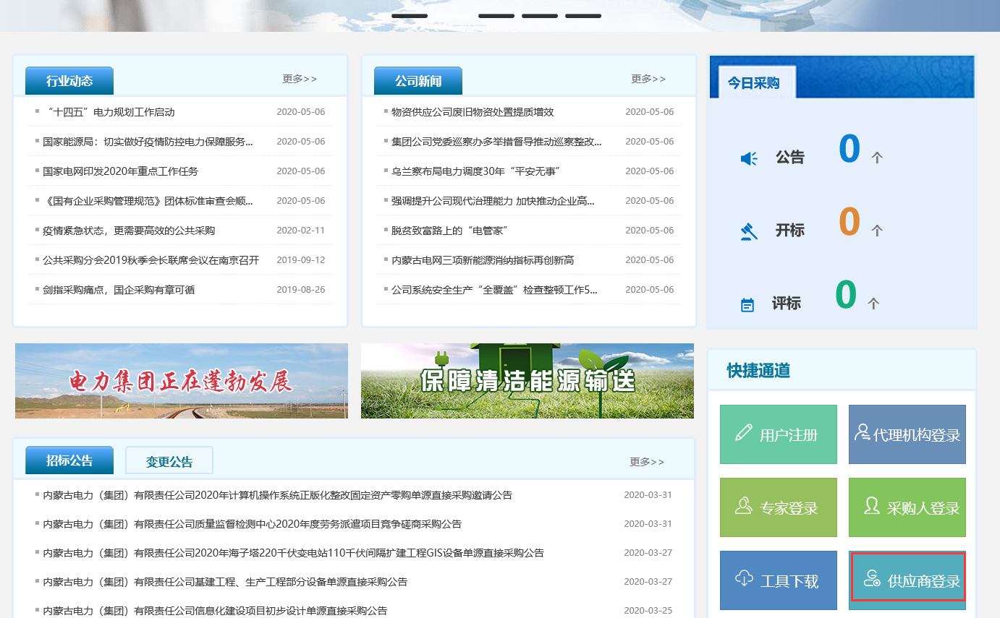 行业动态
更多>>
“十四五”电力规划工作启动 2020-05-06
国家能源局：切实做好疫情防控电力保障服务... 2020-05-06
国家电网印发2020年重点工作任务 2020-05-06
《国有企业采购管理规范》团体标准审查会顺... 2020-05-06
疫情紧急状态，更需要高效的公共采购 2020-02-11
公共采购分会2019秋季会长联席会议在南京召开 2019-09-12
剑指采购痛点，国企采购有章可循 2019-08-26
公司新闻
更多>>
物资供应公司废旧物资处置提质增效 2020-05-06
集团公司党委巡察办多举措督导推动巡察整改... 2020-05-06
乌兰察布局电力调度30年“平安无事” 2020-05-06
强调提升公司现代治理能力 加快推动企业高... 2020-05-06
脱贫致富路上的“电管家” 2020-05-06
内蒙古电网三项新能源消纳指标再创新高 2020-05-06
公司系统安全生产“全覆盖”检查整顿工作5... 2020-05-06
今日采购
公告 0 个
开标 0 个
评标 0 个
电力集团正在蓬勃发展
保障清洁能源输送
招标公告 变更公告
更多>>
内蒙古电力（集团）有限责任公司2020年计算机操作系统正版化整改固定资产零购单源直接采购邀请公告 2020-03-31
内蒙古电力（集团）有限责任公司质量监督检测中心2020年度劳务派遣项目竞争磋商采购公告 2020-03-31
内蒙古电力（集团）有限责任公司2020年海子塔220千伏变电站110千伏间隔扩建工程GIS设备单源直接采购公告 2020-03-27
内蒙古电力（集团）有限责任公司基建工程、生产工程部分设备单源直接采购公告 2020-03-27
内蒙古电力（集团）有限责任公司信息化建设项目初步设计单源直接采购公告 2020-03-25
快捷通道
用户注册 代理机构登录
专家登录 采购人登录
工具下载 供应商登录